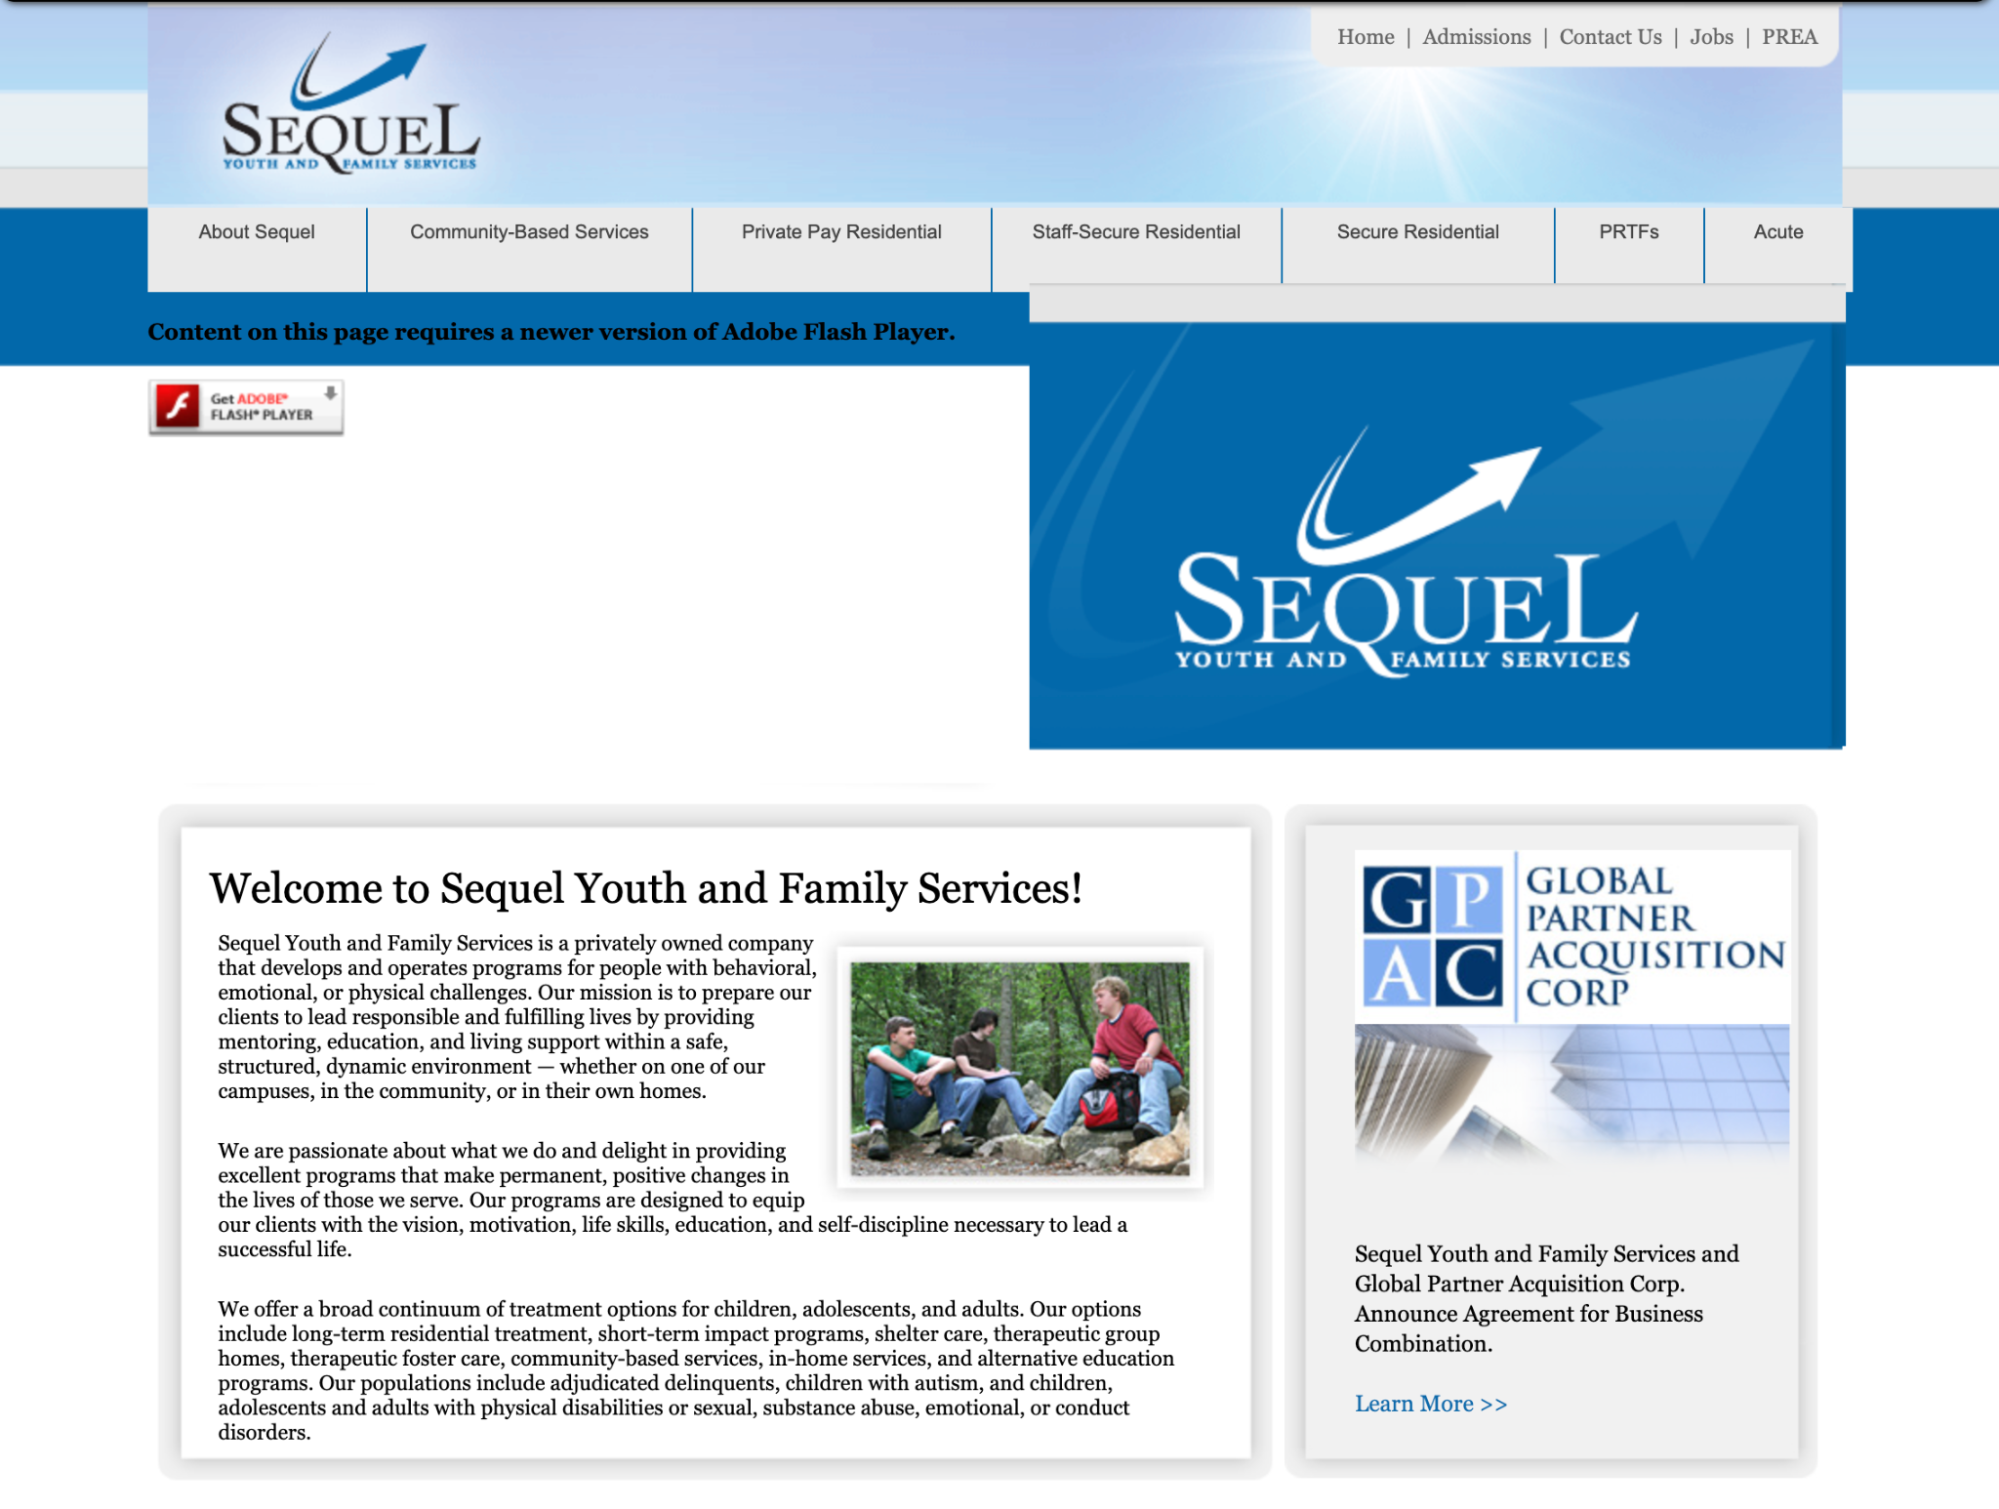 SEQUEL
YOUTH AND FAMILY SERVICES
Home | Admissions | Contact Us | Jobs | PREA
About Sequel
Community-Based Services
Private Pay Residential
Staff-Secure Residential
Secure Residential
PRTFs
Acute
Content on this page requires a newer version of Adobe Flash Player.
Get ADOBE®
FLASH® PLAYER
SEQUEL
YOUTH AND FAMILY SERVICES
Welcome to Sequel Youth and Family Services!
Sequel Youth and Family Services is a privately owned company
that develops and operates programs for people with behavioral,
emotional, or physical challenges. Our mission is to prepare our
clients to lead responsible and fulfilling lives by providing
mentoring, education, and living support within a safe,
structured, dynamic environment — whether on one of our
campuses, in the community, or in their own homes.
We are passionate about what we do and delight in providing
excellent programs that make permanent, positive changes in
the lives of those we serve. Our programs are designed to equip
our clients with the vision, motivation, life skills, education, and self-discipline necessary to lead a
successful life.
We offer a broad continuum of treatment options for children, adolescents, and adults. Our options
include long-term residential treatment, short-term impact programs, shelter care, therapeutic group
homes, therapeutic foster care, community-based services, in-home services, and alternative education
programs. Our populations include adjudicated delinquents, children with autism, and children,
adolescents and adults with physical disabilities or sexual, substance abuse, emotional, or conduct
disorders.
GP
AC
GLOBAL
PARTNER
ACQUISITION
CORP
Sequel Youth and Family Services and
Global Partner Acquisition Corp.
Announce Agreement for Business
Combination.
Learn More >>